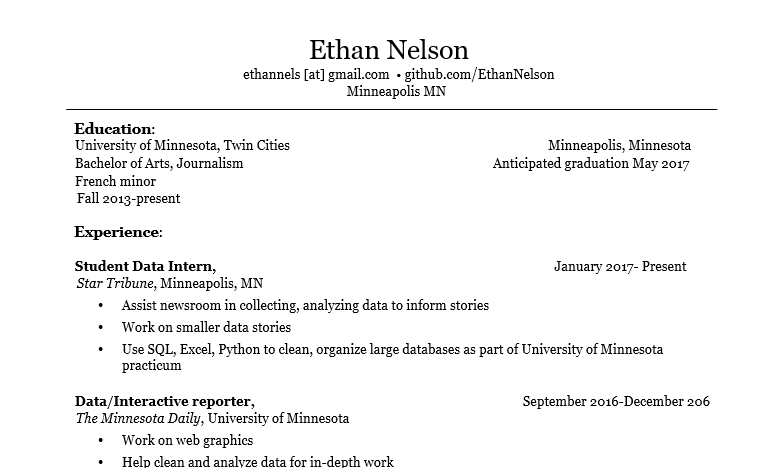 Ethan Nelson
ethannels [at] gmail.com • github.com/EthanNelson
Minneapolis MN
Education:
University of Minnesota, Twin Cities Minneapolis, Minnesota
Bachelor of Arts, Journalism Anticipated graduation May 2017
French minor
Fall 2013-present
Experience:
Student Data Intern, January 2017- Present
Star Tribune, Minneapolis, MN
• Assist newsroom in collecting, analyzing data to inform stories
• Work on smaller data stories
• Use SQL, Excel, Python to clean, organize large databases as part of University of Minnesota
practicum
Data/Interactive reporter, September 2016-December 206
The Minnesota Daily, University of Minnesota
• Work on web graphics
• Help clean and analyze data for in-depth work